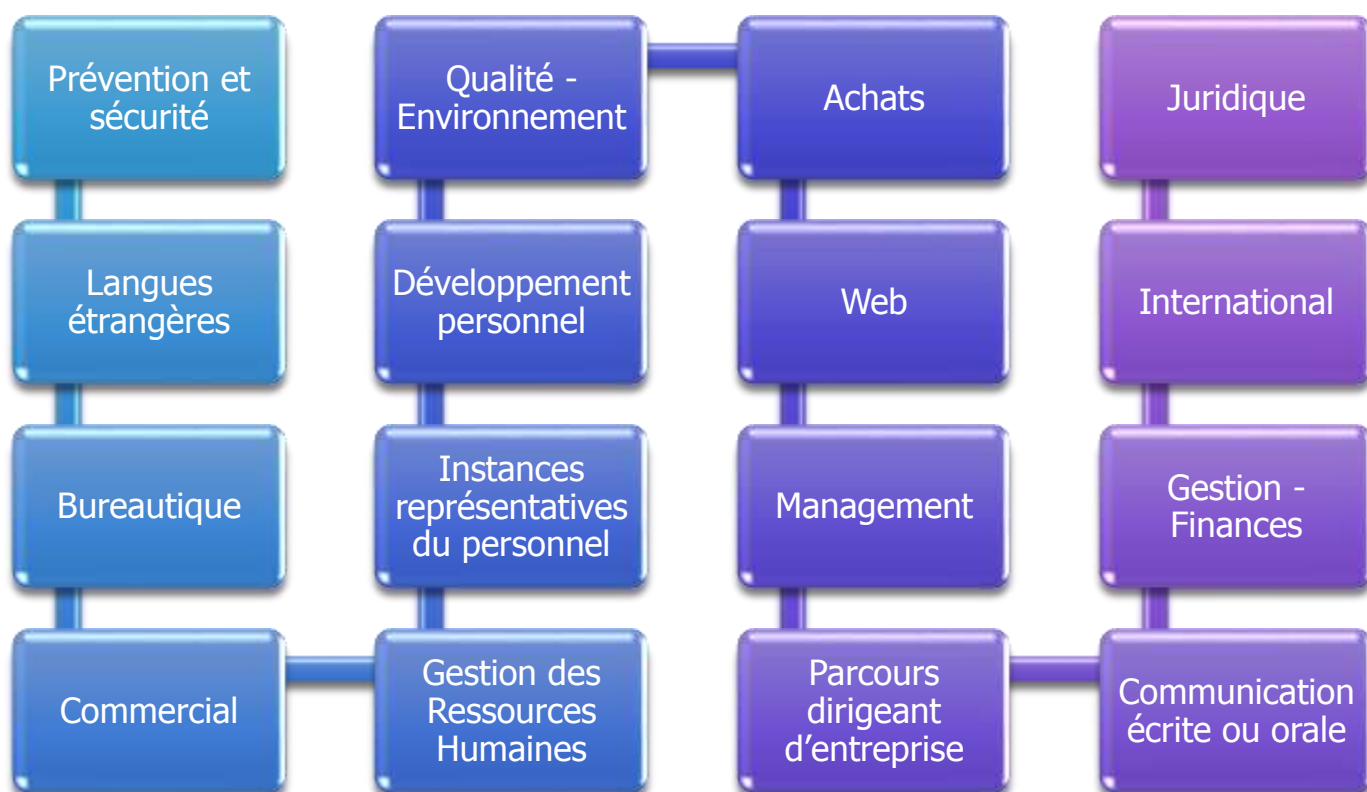 Prévention et
sécurité
Langues
étrangères
Bureautique
Commercial
Gestion des
Ressources
Humaines
Instances
représentatives
du personnel
Développement
personnel
Qualité -
Environnement
Achats
Web
Management
Parcours
dirigeant
d’entreprise
Communication
écrite ou orale
Gestion -
Finances
International
Juridique